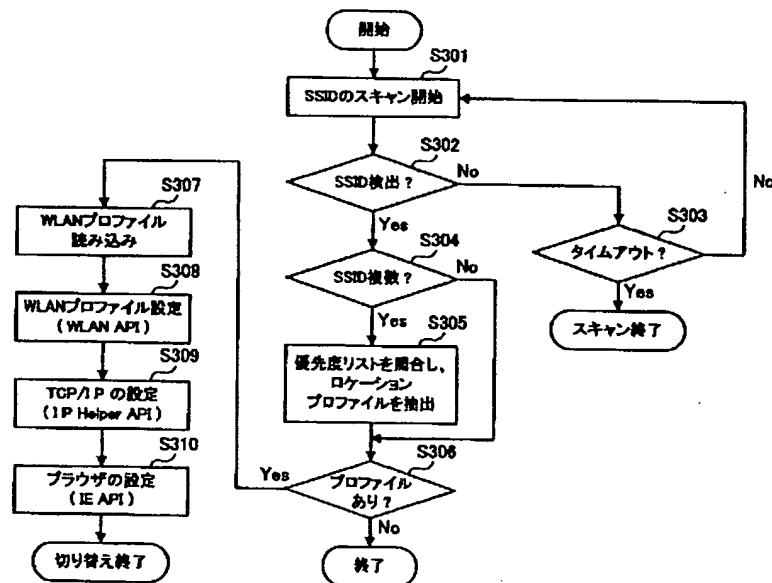 開始
S301
SSIDのスキャン開始
S302
SSID検出？
No
Yes
S303
タイムアウト？
No
Yes
スキャン終了
S304
SSID複数？
No
Yes
S305
優先度リストを照合し、
ロケーション
プロファイルを抽出
S306
プロファイル
あり？
Yes
No
終了
S307
WLANプロファイル
読み込み
S308
WLANプロファイル設定
(WLAN API)
S309
TCP/IP の設定
(IP Helper API)
S310
ブラウザの設定
(IE API)
切り替え終了